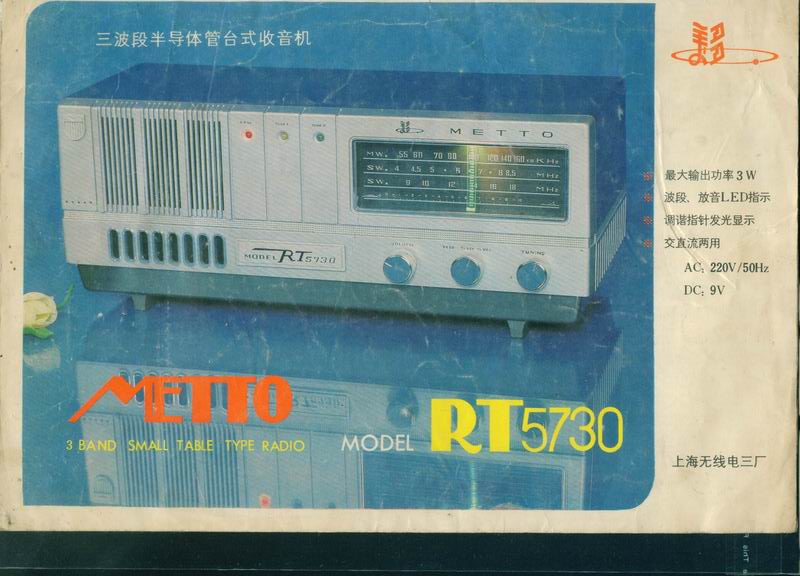 三波段半导体管台式收音机
METTO
MW. 55 60 70 80 120 140 160 KHz
SW. 4 4.5 5 6 7 8 8.5 MHz
SW. 9 10 12 16 18 MHz
MODEL RT5730
TUNING
最大输出功率3W
波段、放音LED指示
调谐指针发光显示
交直流两用
AC: 220V/50Hz
DC: 9V
METTO
3 BAND SMALL TABLE TYPE RADIO
MODEL RT5730
上海无线电三厂